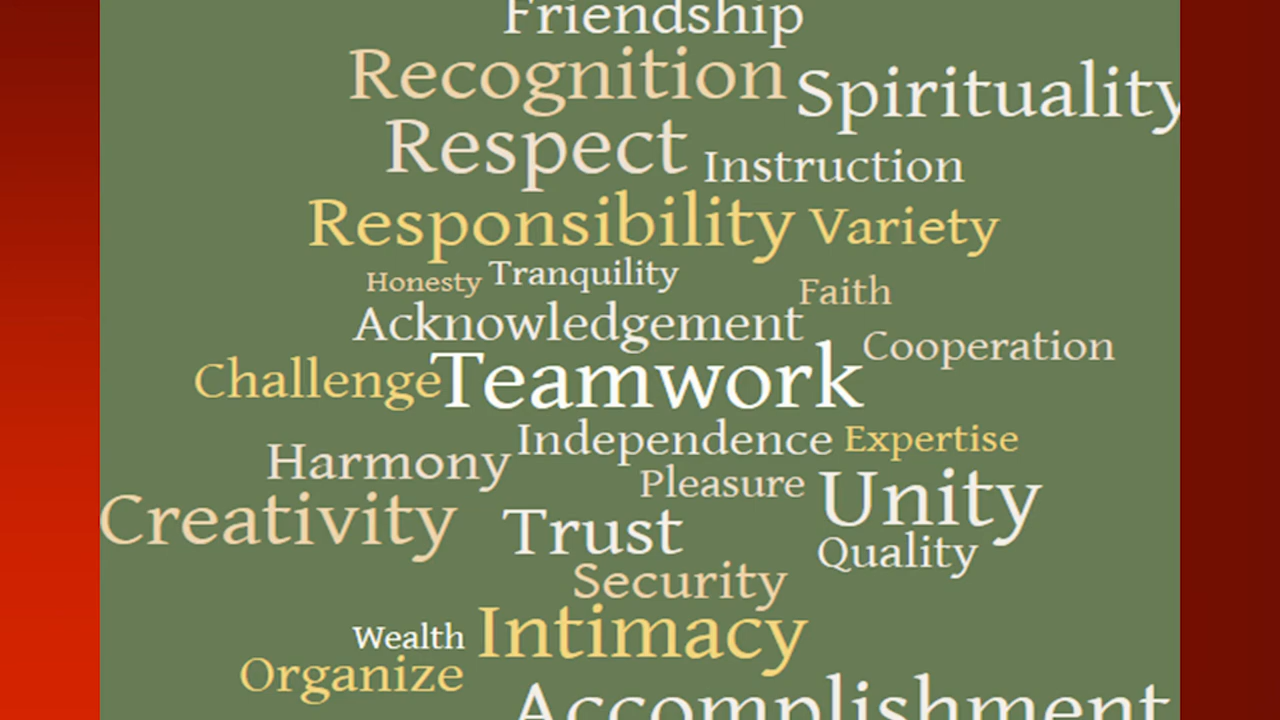 Friendship
Recognition Spirituality
Respect Instruction
Responsibility Variety
Honesty Tranquility Faith
Acknowledgement Cooperation
Challenge Teamwork
Independence Expertise
Harmony Pleasure Unity
Creativity Trust Quality
Security
Wealth Intimacy
Organize
Accomplishment